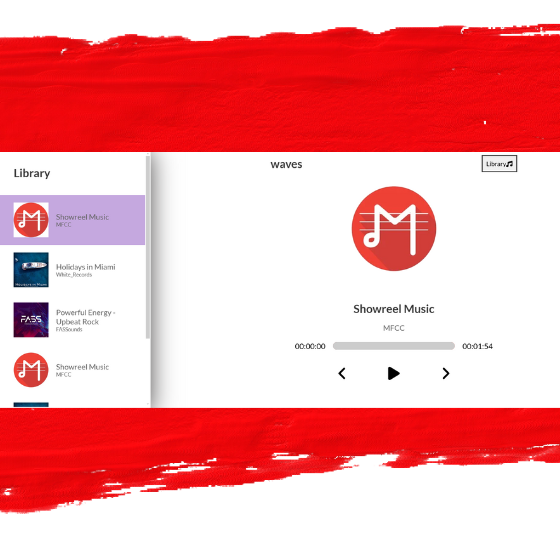 Library
Showreel Music
MFCC
Holidays in Miami
White_Records
Powerful Energy -
Upbeat Rock
FASSounds
FASS
Showreel Music
MFCC
waves
Library
Showreel Music
MFCC
00:00:00
00:01:54